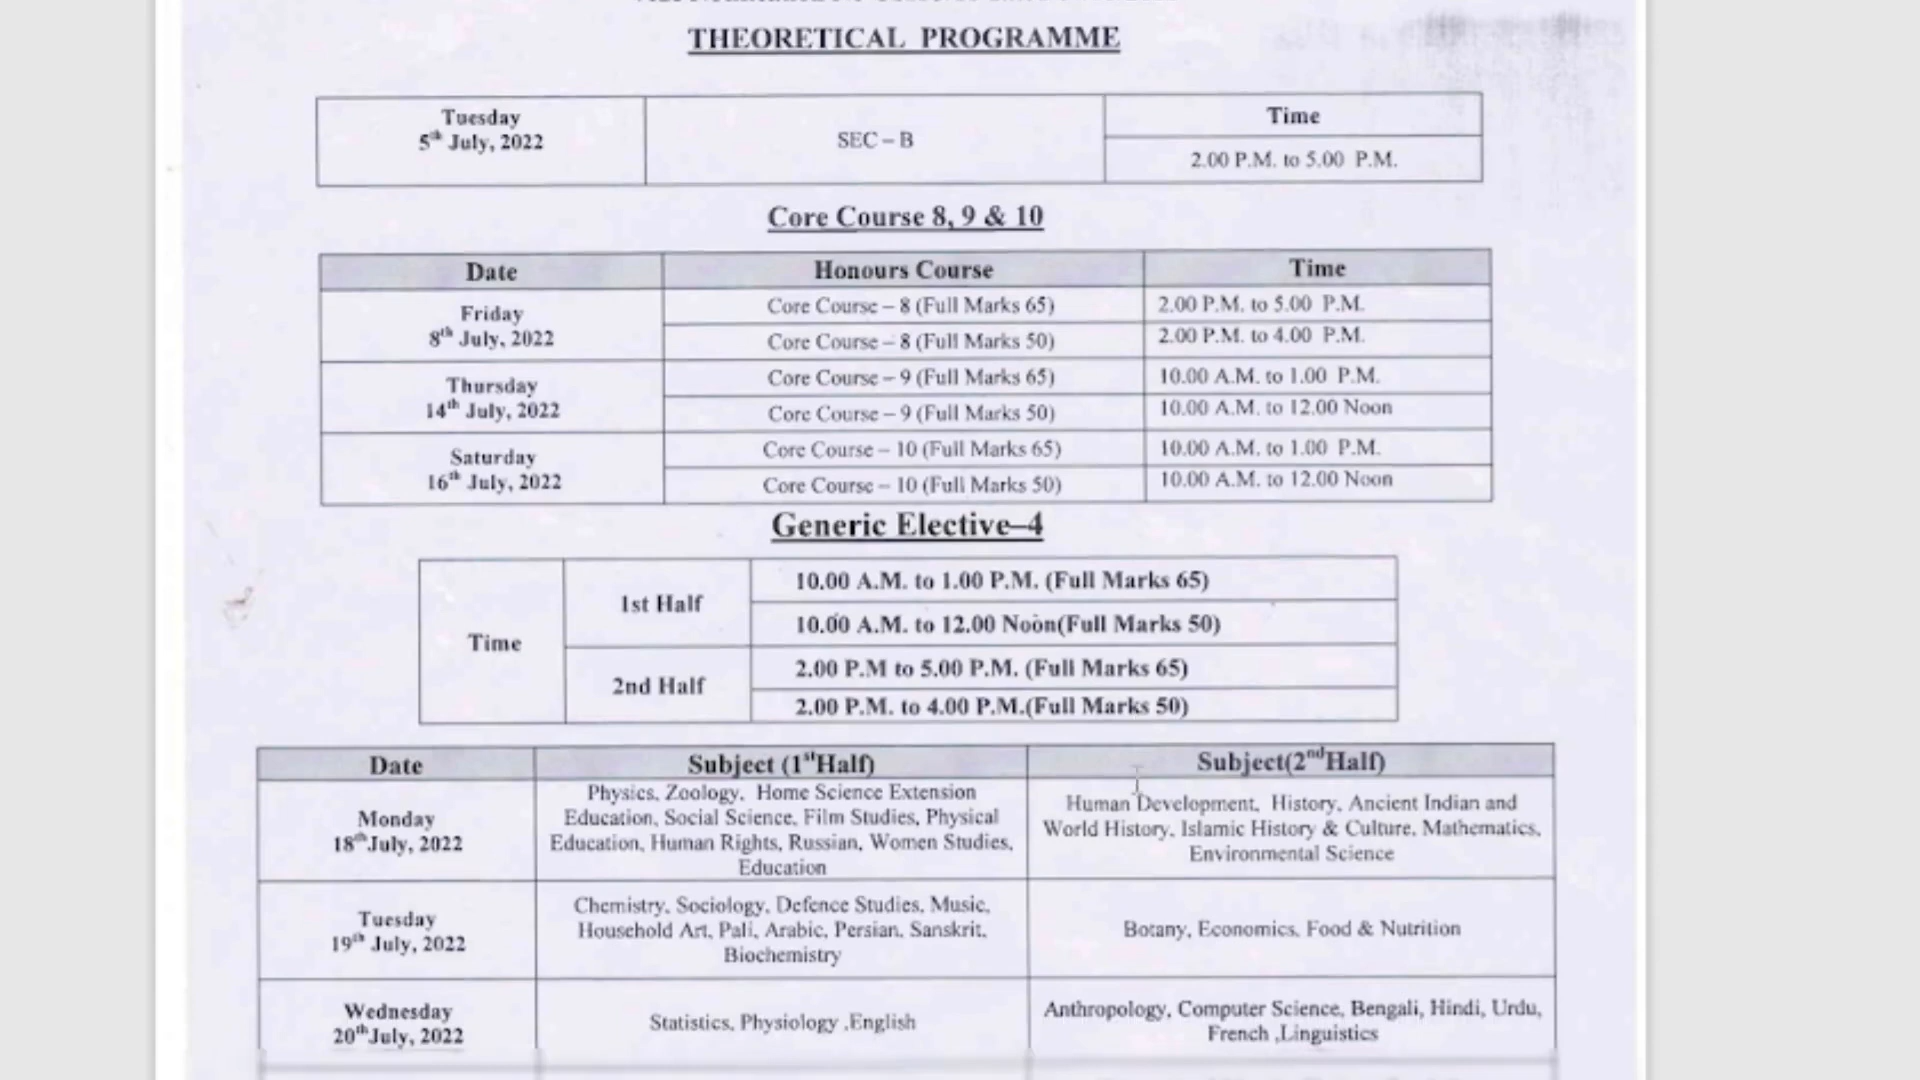 THEORETICAL PROGRAMME
Tuesday
5th July, 2022
SEC – B
Time
2.00 P.M. to 5.00 P.M.
Core Course 8, 9 & 10
Date
Honours Course
Time
Friday
8th July, 2022
Core Course – 8 (Full Marks 65)
2.00 P.M. to 5.00 P.M.
Core Course – 8 (Full Marks 50)
2.00 P.M. to 4.00 P.M.
Thursday
14th July, 2022
Core Course – 9 (Full Marks 65)
10.00 A.M. to 1.00 P.M.
Core Course – 9 (Full Marks 50)
10.00 A.M. to 12.00 Noon
Saturday
16th July, 2022
Core Course – 10 (Full Marks 65)
10.00 A.M. to 1.00 P.M.
Core Course – 10 (Full Marks 50)
10.00 A.M. to 12.00 Noon
Generic Elective–4
Time
1st Half
10.00 A.M. to 1.00 P.M. (Full Marks 65)
10.00 A.M. to 12.00 Noon(Full Marks 50)
2nd Half
2.00 P.M to 5.00 P.M. (Full Marks 65)
2.00 P.M. to 4.00 P.M.(Full Marks 50)
Date
Subject (1stHalf)
Subject(2ndHalf)
Monday
18thJuly, 2022
Physics, Zoology, Home Science Extension
Education, Social Science, Film Studies, Physical
Education, Human Rights, Russian, Women Studies,
Education
Human Development, History, Ancient Indian and
World History, Islamic History & Culture, Mathematics,
Environmental Science
Tuesday
19th July, 2022
Chemistry, Sociology, Defence Studies, Music,
Household Art, Pali, Arabic, Persian, Sanskrit,
Biochemistry
Botany, Economics, Food & Nutrition
Wednesday
20thJuly, 2022
Statistics, Physiology ,English
Anthropology, Computer Science, Bengali, Hindi, Urdu,
French ,Linguistics